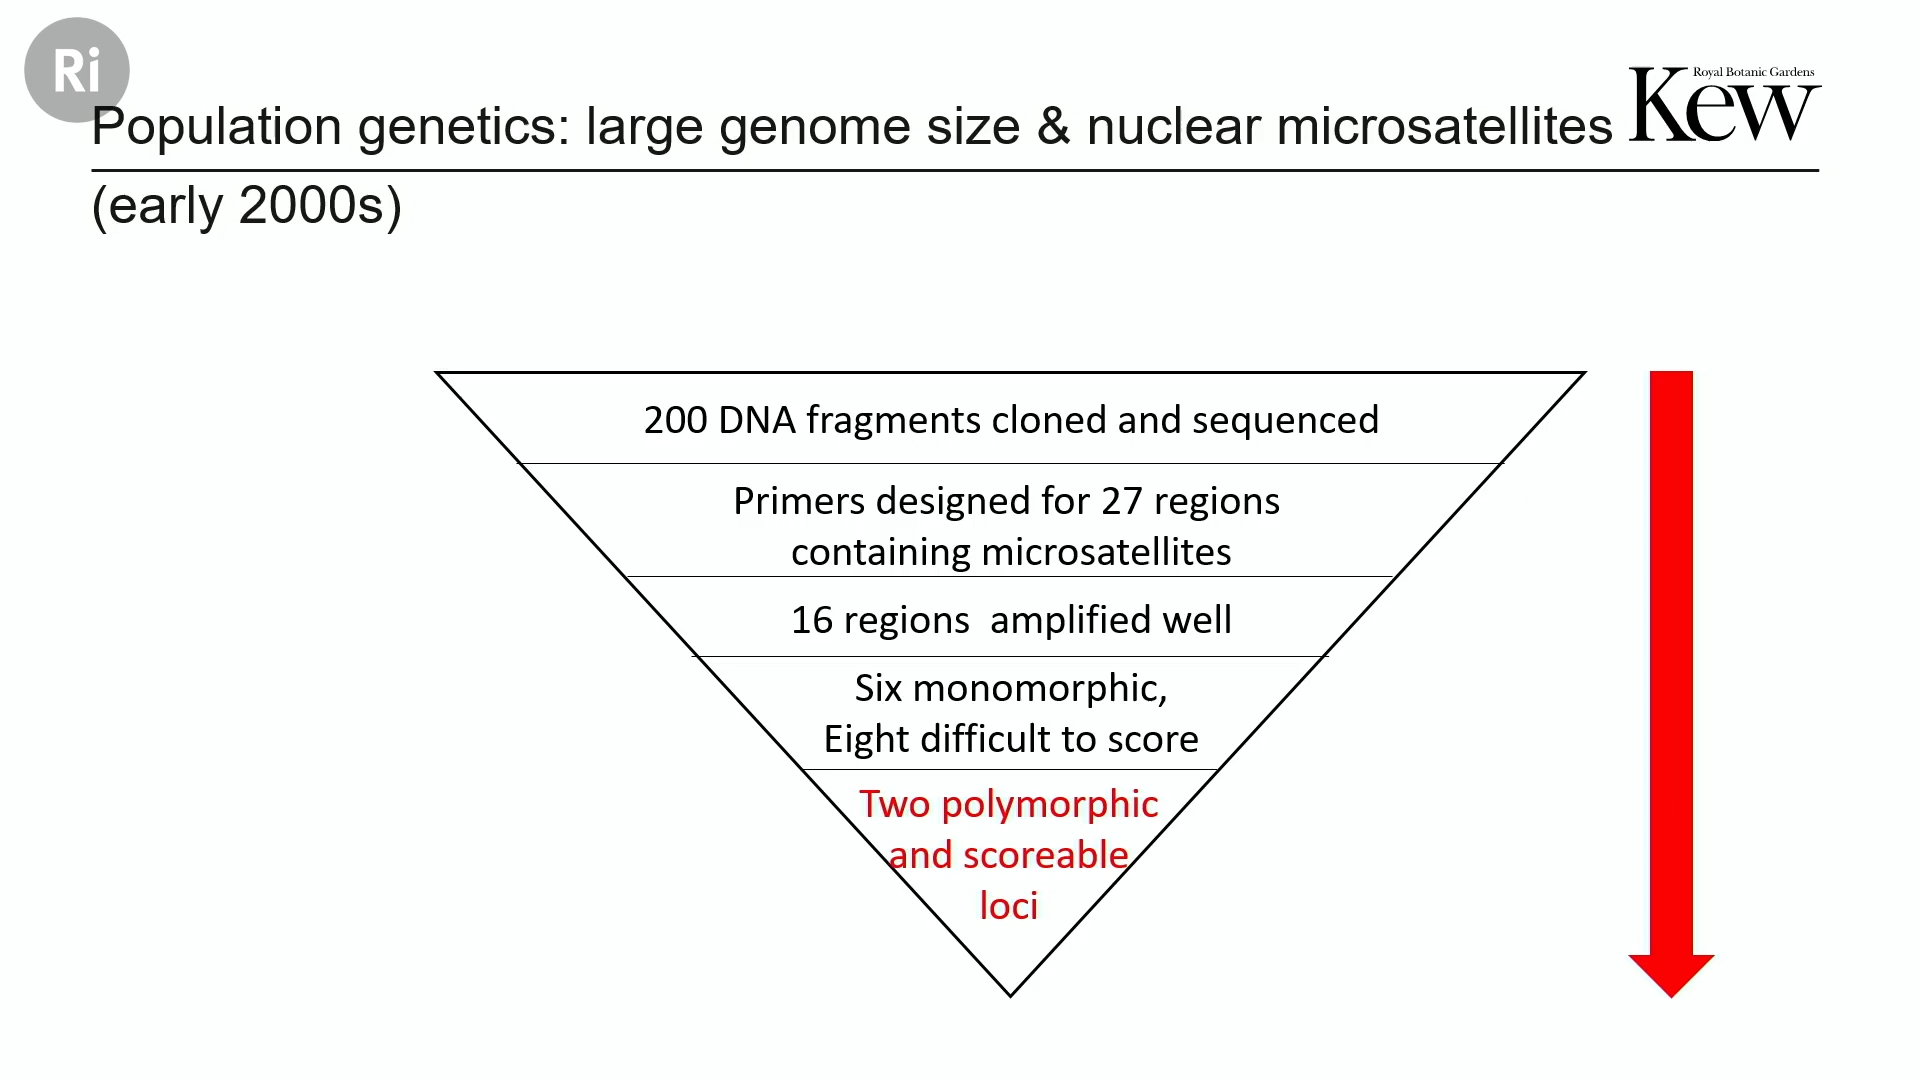 Ri
Royal Botanic Gardens
Kew
Population genetics: large genome size & nuclear microsatellites
(early 2000s)
200 DNA fragments cloned and sequenced
Primers designed for 27 regions
containing microsatellites
16 regions  amplified well
Six monomorphic,
Eight difficult to score
Two polymorphic
and scoreable
loci